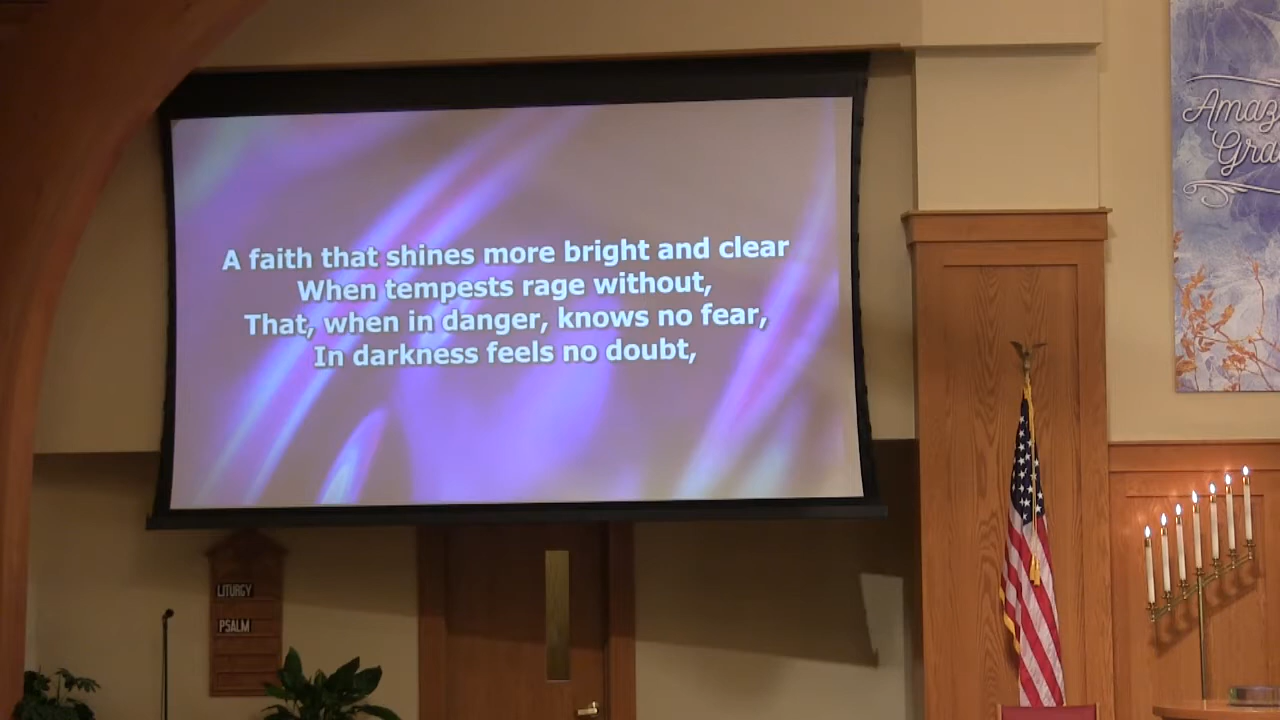 A faith that shines more bright and clear
When tempests rage without,
That, when in danger, knows no fear,
In darkness feels no doubt,
LITURGY
PSALM